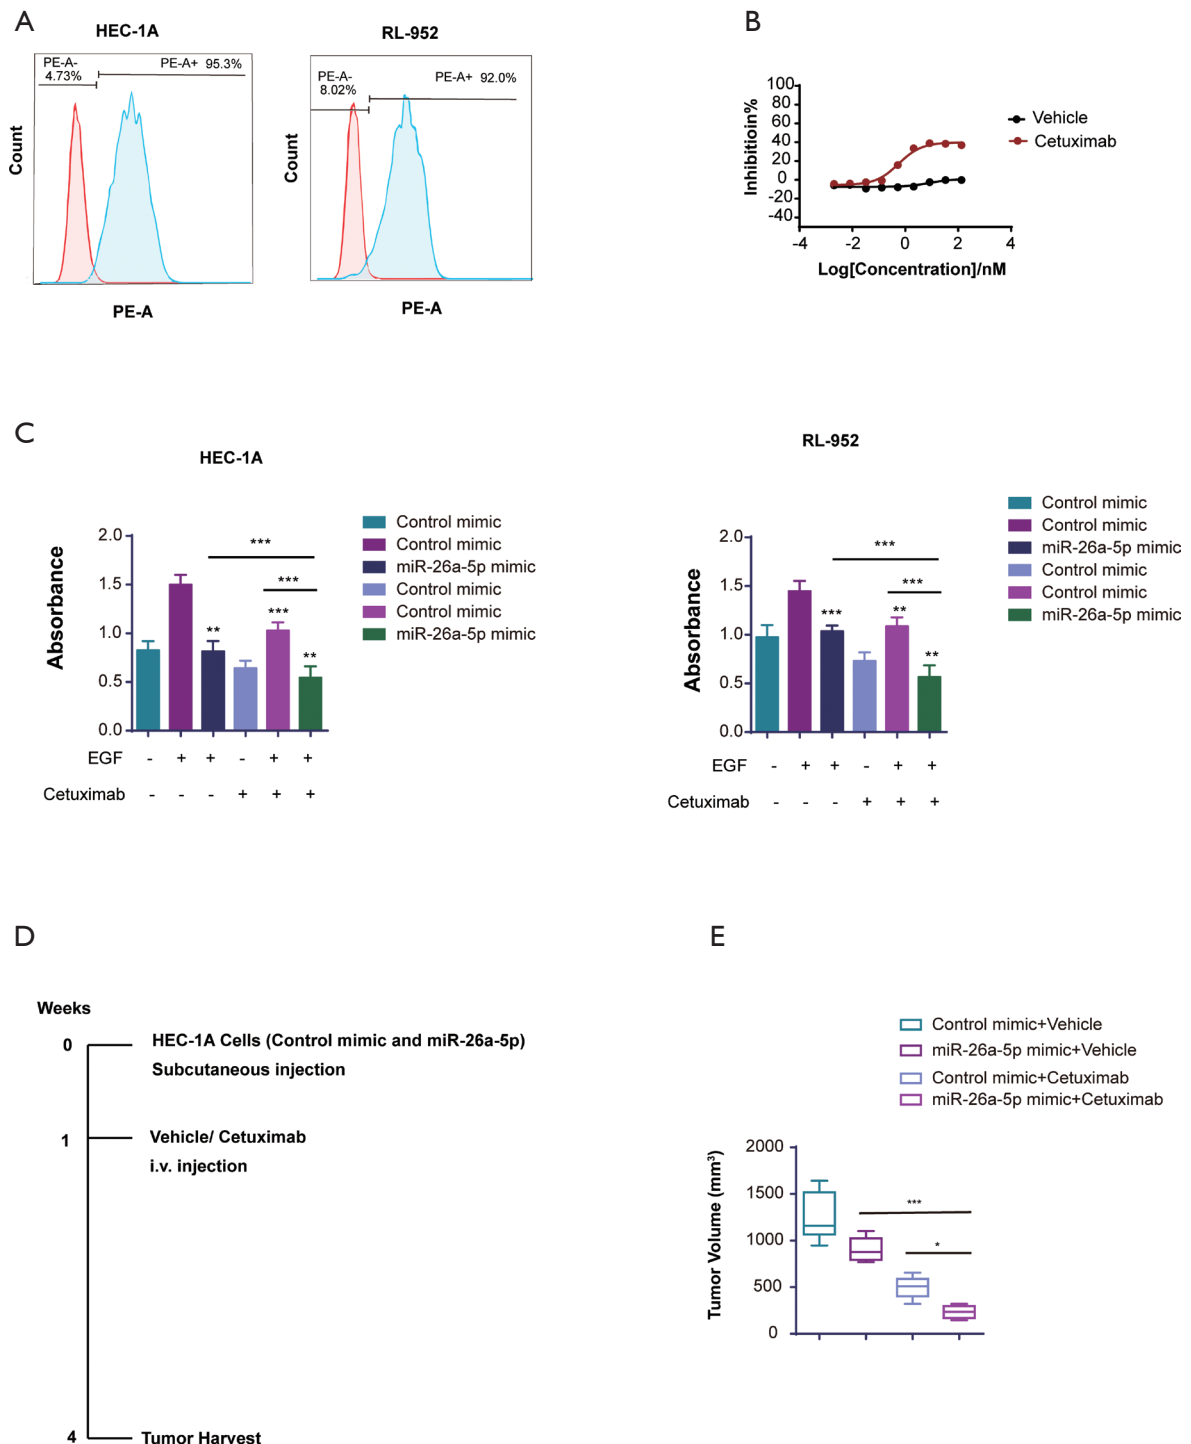 A
HEC-1A
RL-952
PE-A-
4.73%
PE-A+ 95.3%
PE-A-
8.02%
PE-A+ 92.0%
Count
Count
PE-A
PE-A
B
100
80
60
40
20
0
-20
-40
Inhibitioin%
-4
-2
0
2
4
Log[Concentration]/nM
Vehicle
Cetuximab
C
HEC-1A
2.0
1.5
1.0
0.5
0.0
Absorbance
***
***
**
***
**
Control mimic
Control mimic
miR-26a-5p mimic
Control mimic
Control mimic
miR-26a-5p mimic
EGF - + + - + +
Cetuximab - - - + + +
RL-952
2.0
1.5
1.0
0.5
0.0
Absorbance
***
***
***
**
**
Control mimic
Control mimic
miR-26a-5p mimic
Control mimic
Control mimic
miR-26a-5p mimic
EGF - + + - + +
Cetuximab - - - + + +
D
Weeks
0
HEC-1A Cells (Control mimic and miR-26a-5p)
Subcutaneous injection
1
Vehicle/ Cetuximab
i.v. injection
4
Tumor Harvest
E
Control mimic+Vehicle
miR-26a-5p mimic+Vehicle
Control mimic+Cetuximab
miR-26a-5p mimic+Cetuximab
2000
1500
1000
500
0
Tumor Volume (mm³)
***
*